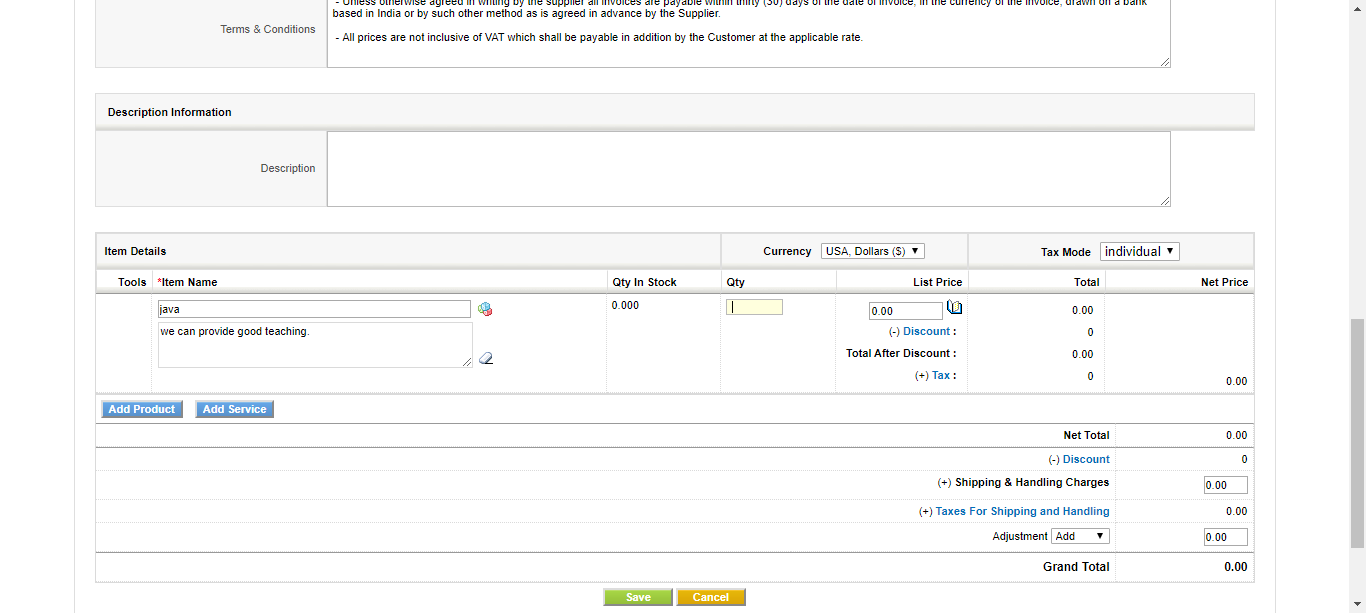 - Unless otherwise agreed in writing by the supplier all invoices are payable within thirty (30) days of the date of invoice, in the currency of the invoice, drawn on a bank
based in India or by such other method as is agreed in advance by the Supplier.
Terms & Conditions
- All prices are not inclusive of VAT which shall be payable in addition by the Customer at the applicable rate.
Description Information
Description
Item Details Currency USA, Dollars ($) Tax Mode individual
Tools *Item Name Qty In Stock Qty List Price Total Net Price
java 0.000 0.00 0.00
we can provide good teaching. (-) Discount : 0
Total After Discount : 0.00
(+) Tax : 0 0.00
Add Product Add Service
Net Total 0.00
(-) Discount 0
(+) Shipping & Handling Charges 0.00
(+) Taxes For Shipping and Handling 0.00
Adjustment Add 0.00
Grand Total 0.00
Save Cancel